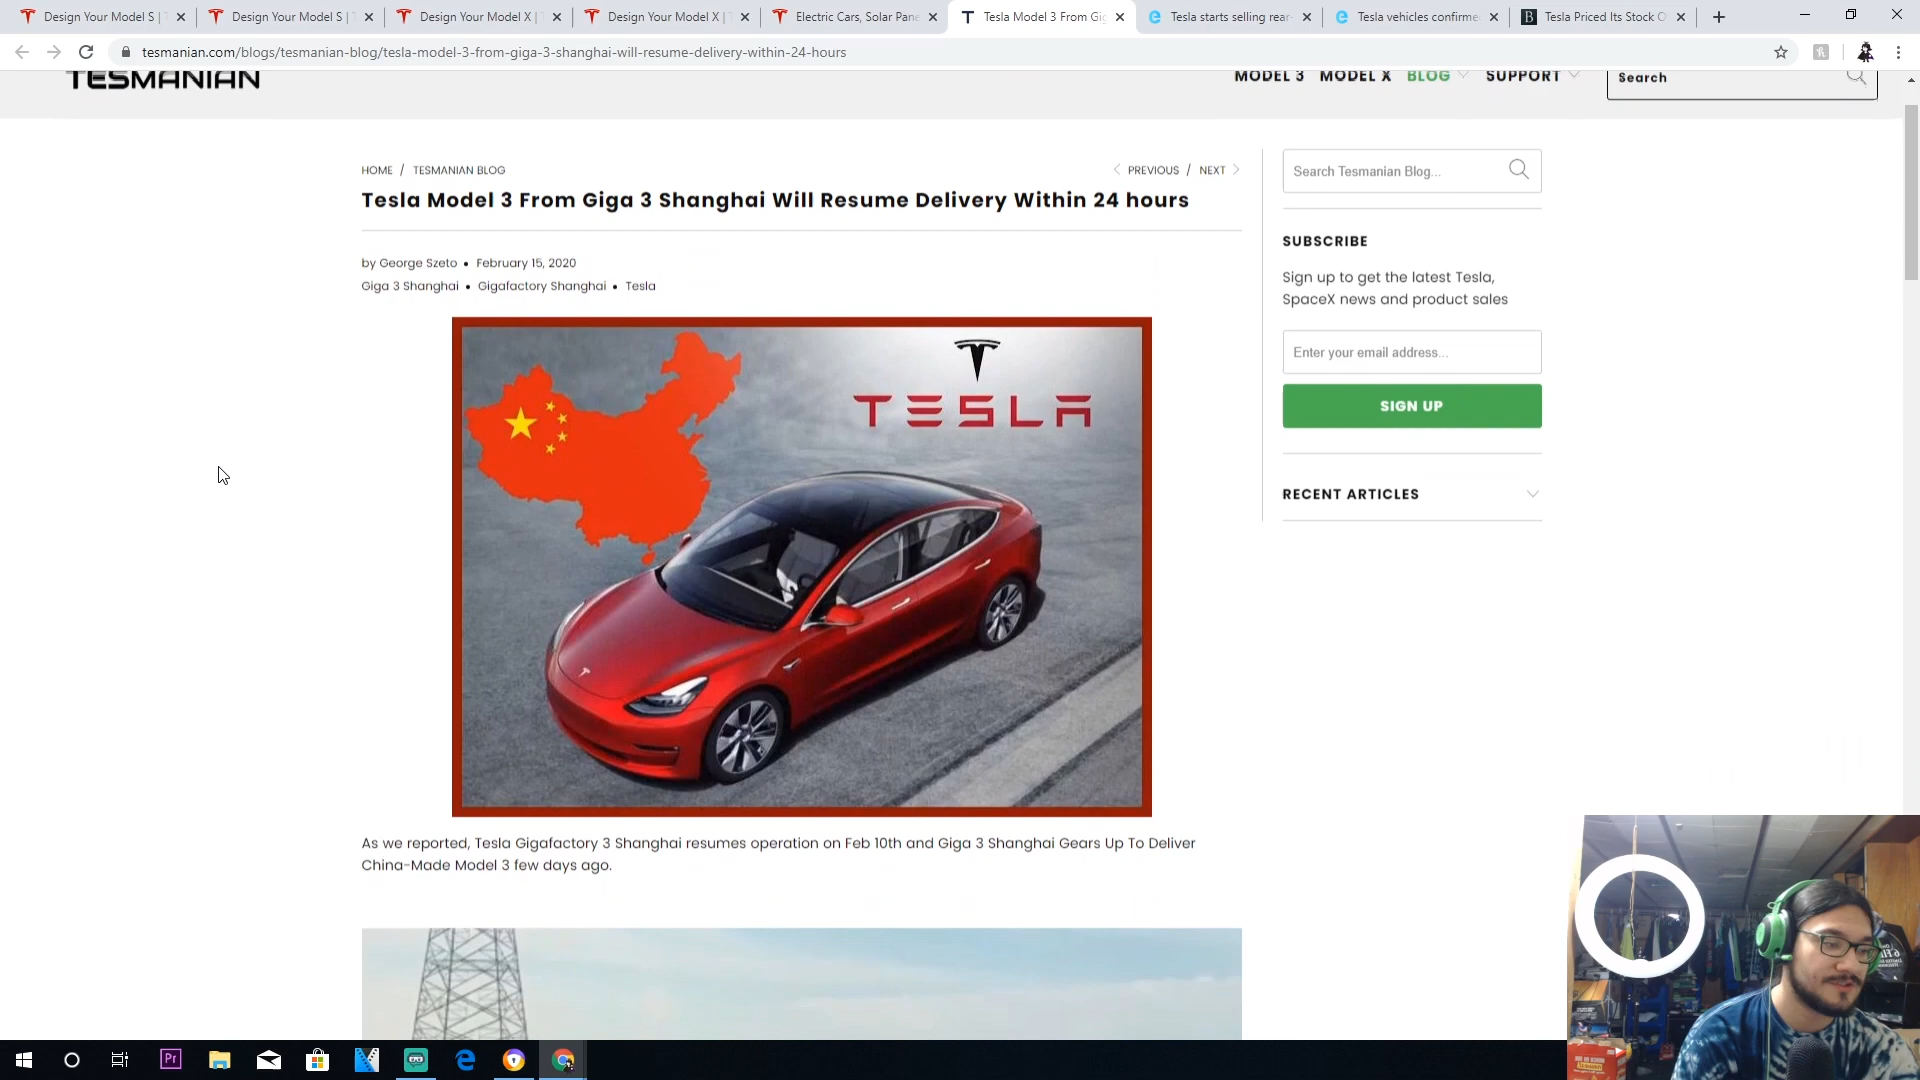 Design Your Model S | T
Design Your Model S | T
Design Your Model X | T
Design Your Model X | T
Electric Cars, Solar Pane
Tesla Model 3 From Gig
Tesla starts selling rear-
Tesla vehicles confirme
Tesla Priced Its Stock O
tesmanian.com/blogs/tesmanian-blog/tesla-model-3-from-giga-3-shanghai-will-resume-delivery-within-24-hours
TESMANIAN
MODEL 3 MODEL X BLOG SUPPORT
Search
HOME / TESMANIAN BLOG
PREVIOUS / NEXT
Tesla Model 3 From Giga 3 Shanghai Will Resume Delivery Within 24 hours
by George Szeto • February 15, 2020
Giga 3 Shanghai • Gigafactory Shanghai • Tesla
TESLA
As we reported, Tesla Gigafactory 3 Shanghai resumes operation on Feb 10th and Giga 3 Shanghai Gears Up To Deliver
China-Made Model 3 few days ago.
Search Tesmanian Blog...
SUBSCRIBE
Sign up to get the latest Tesla,
SpaceX news and product sales
Enter your email address...
SIGN UP
RECENT ARTICLES
Pr